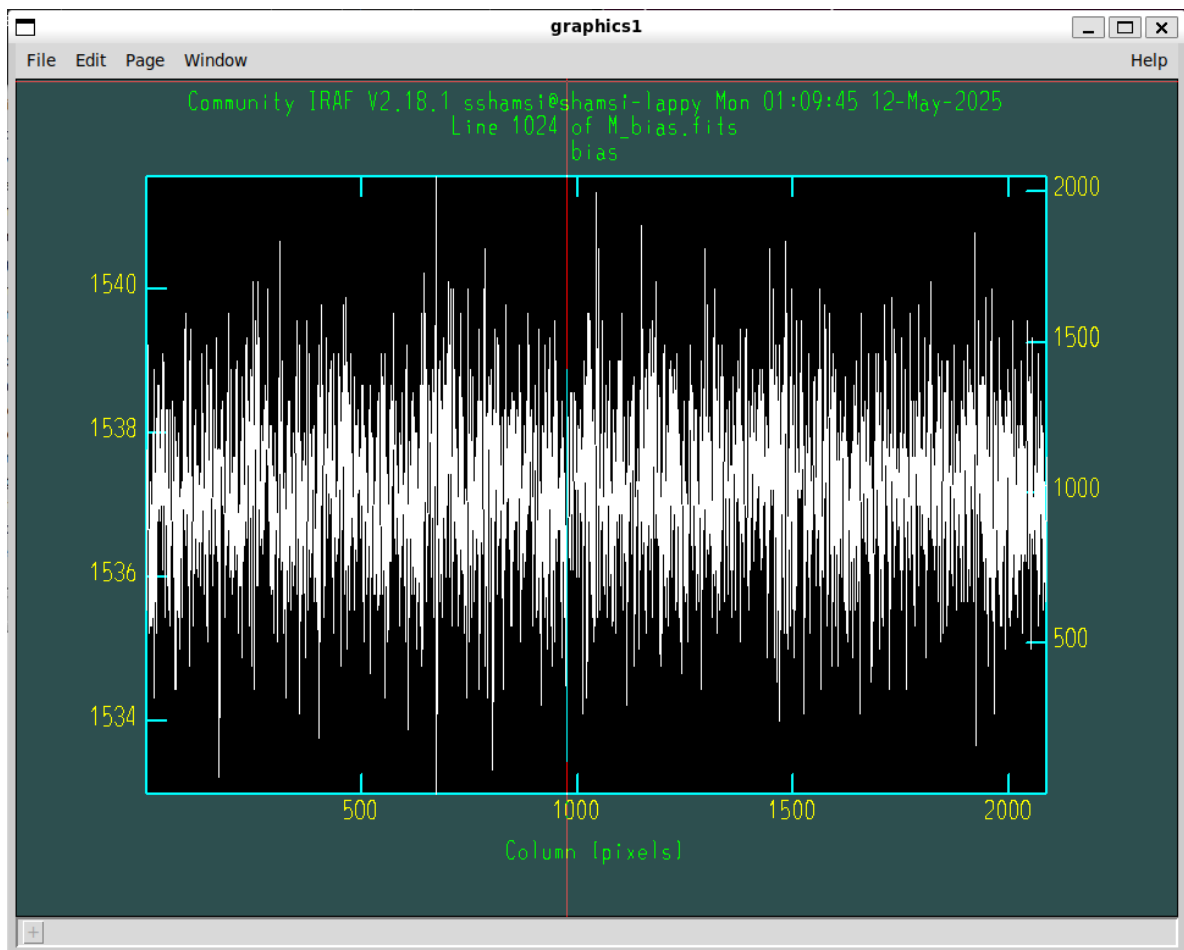 graphics1
File Edit Page Window Help
Community IRAF V2.18.1 sshamsi@shamsi-lappy Mon 01:09:45 12-May-2025
Line 1024 of M_bias.fits
bias
2000
1540
1500
1538
1000
1536
500
1534
500 1000 1500 2000
Column (pixels)